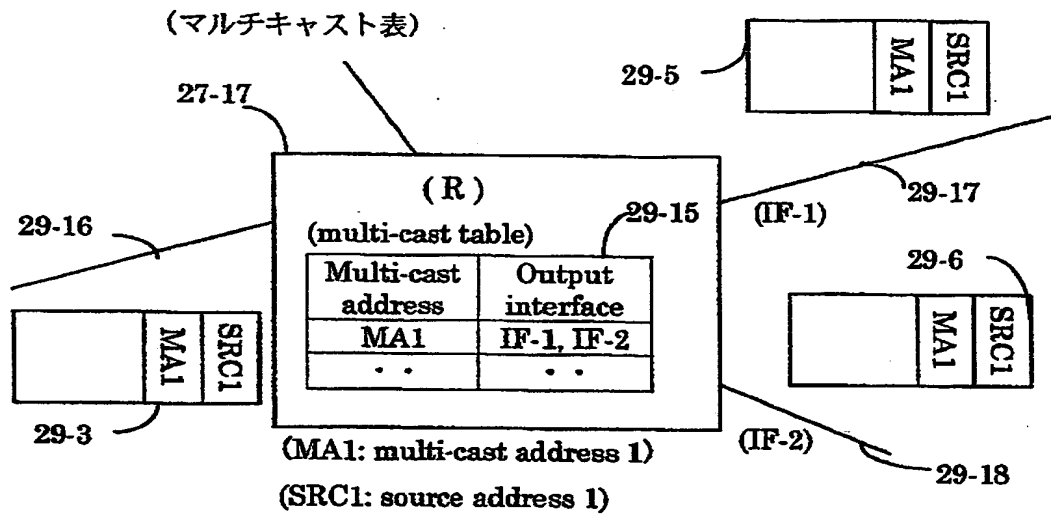 (マルチキャスト表)
27-17
29-5
MA1
SRC1
(R)
29-15
29-17
(IF-1)
29-16
(multi-cast table)
Multi-cast address
Output interface
MA1
IF-1, IF-2
・・
・・
29-6
MA1
SRC1
MA1
SRC1
29-3
(IF-2)
29-18
(MA1: multi-cast address 1)
(SRC1: source address 1)